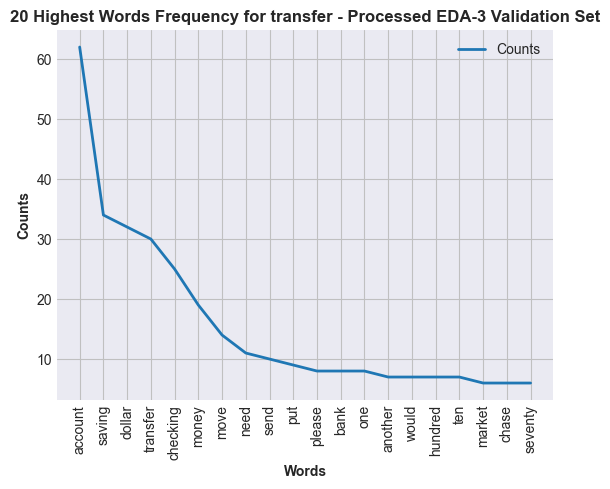 20 Highest Words Frequency for transfer - Processed EDA-3 Validation Set
Counts
60
50
40
30
20
10
Counts
account
saving
dollar
transfer
checking
money
move
need
send
put
please
bank
one
another
would
hundred
ten
market
chase
seventy
Words